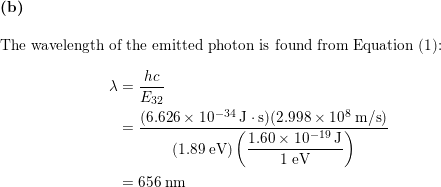 (b)
The wavelength of the emitted photon is found from Equation (1):
λ = hc / E₃₂
= (6.626 × 10⁻³⁴ J · s)(2.998 × 10⁸ m/s) / (1.89 eV) (1.60 × 10⁻¹⁹ J / 1 eV)
= 656 nm